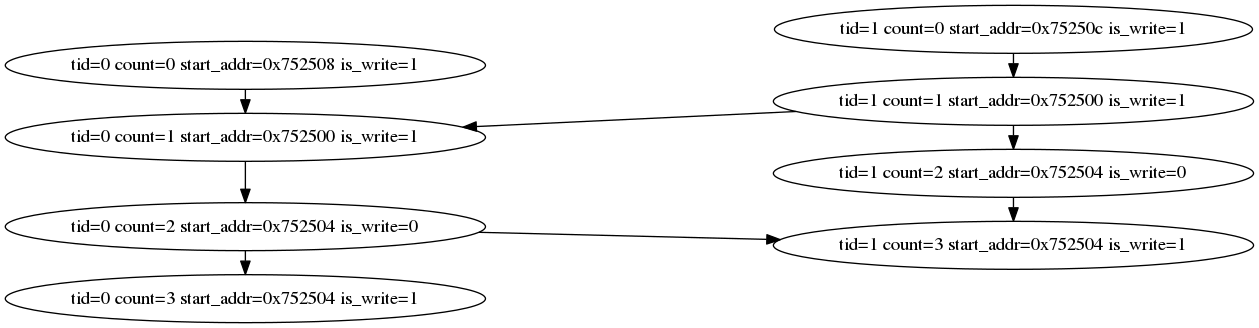 tid=0 count=0 start_addr=0x752508 is_write=1
tid=0 count=1 start_addr=0x752500 is_write=1
tid=0 count=2 start_addr=0x752504 is_write=0
tid=0 count=3 start_addr=0x752504 is_write=1
tid=1 count=0 start_addr=0x75250c is_write=1
tid=1 count=1 start_addr=0x752500 is_write=1
tid=1 count=2 start_addr=0x752504 is_write=0
tid=1 count=3 start_addr=0x752504 is_write=1